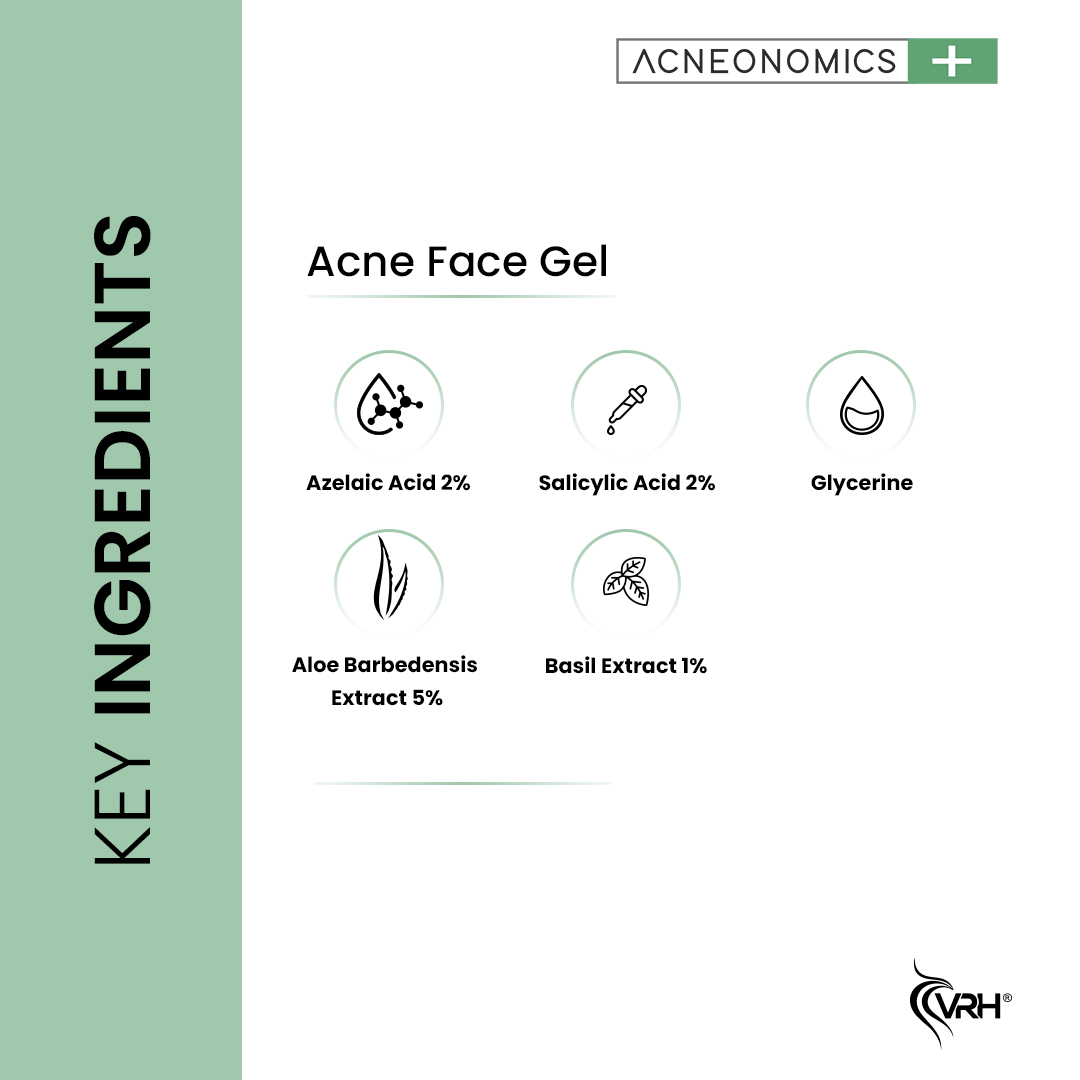 ACNEONOMICS +
KEY INGREDIENTS
Acne Face Gel
Azelaic Acid 2%
Salicylic Acid 2%
Glycerine
Aloe Barbedensis
Extract 5%
Basil Extract 1%
VRH®